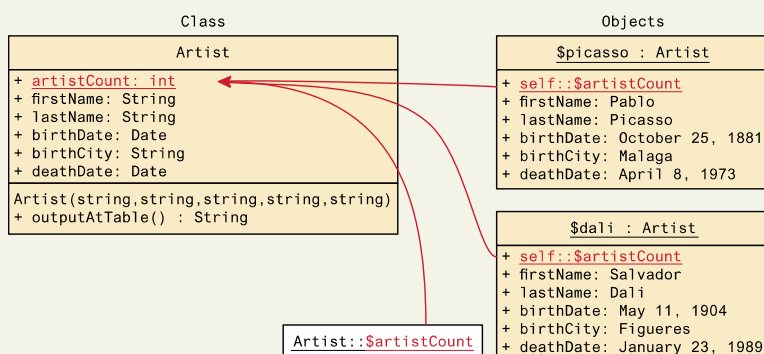 Class
Artist
+ artistCount: int
+ firstName: String
+ lastName: String
+ birthDate: Date
+ birthCity: String
+ deathDate: Date
Artist(string,string,string,string,string)
+ outputAtTable() : String
Objects
$picasso : Artist
+ self::$artistCount
+ firstName: Pablo
+ lastName: Picasso
+ birthDate: October 25, 1881
+ birthCity: Malaga
+ deathDate: April 8, 1973
$dali : Artist
+ self::$artistCount
+ firstName: Salvador
+ lastName: Dali
+ birthDate: May 11, 1904
+ birthCity: Figueres
+ deathDate: January 23, 1989
Artist::$artistCount